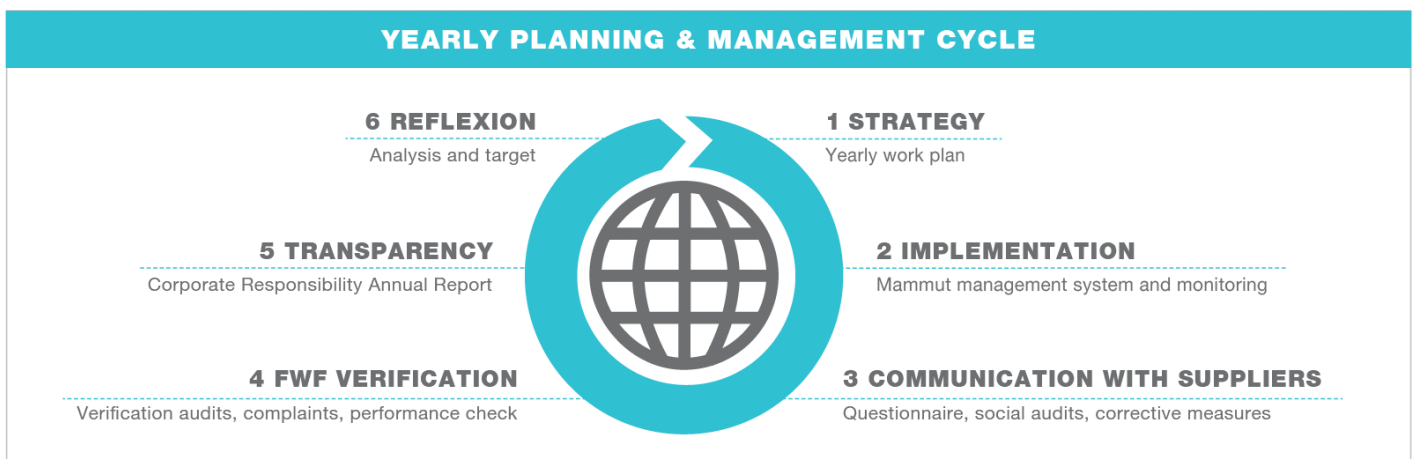 YEARLY PLANNING & MANAGEMENT CYCLE
1 STRATEGY
Yearly work plan
2 IMPLEMENTATION
Mammut management system and monitoring
3 COMMUNICATION WITH SUPPLIERS
Questionnaire, social audits, corrective measures
4 FWF VERIFICATION
Verification audits, complaints, performance check
5 TRANSPARENCY
Corporate Responsibility Annual Report
6 REFLEXION
Analysis and target